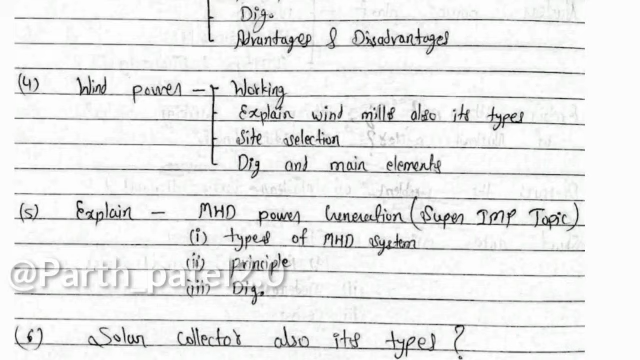 Dig.
Advantages & Disadvantages
(4) Wind power - Working
Explain wind mills also its types
Site selection
Dig and main elements
(5) Explain - MHD power Generation (Super IMP Topic)
(i) types of MHD system
(ii) Principle
@Parth_patel2.0
(iii) Dig.
(6) Solar collector also its types?